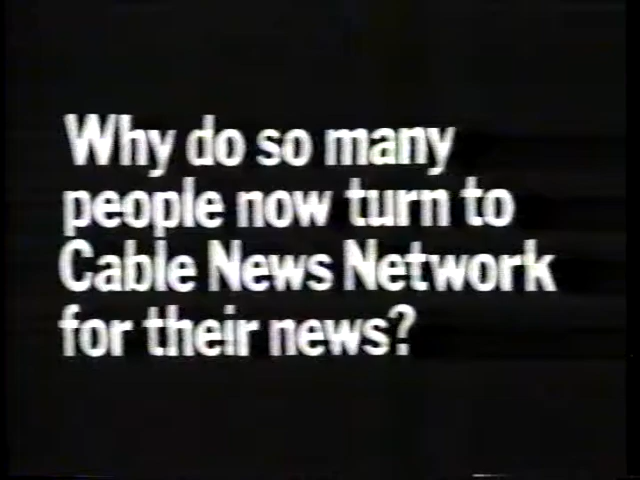 Why do so many
people now turn to
Cable News Network
for their news?